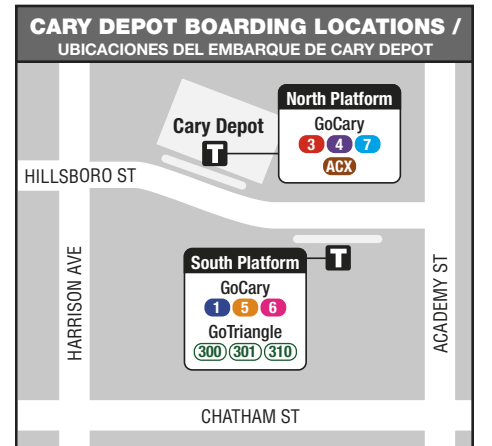 CARY DEPOT BOARDING LOCATIONS /
UBICACIONES DEL EMBARQUE DE CARY DEPOT
North Platform
GoCary
3 4 7
ACX
Cary Depot
T
HILLSBORO ST
T
South Platform
GoCary
1 5 6
GoTriangle
300 301 310
HARRISON AVE
ACADEMY ST
CHATHAM ST